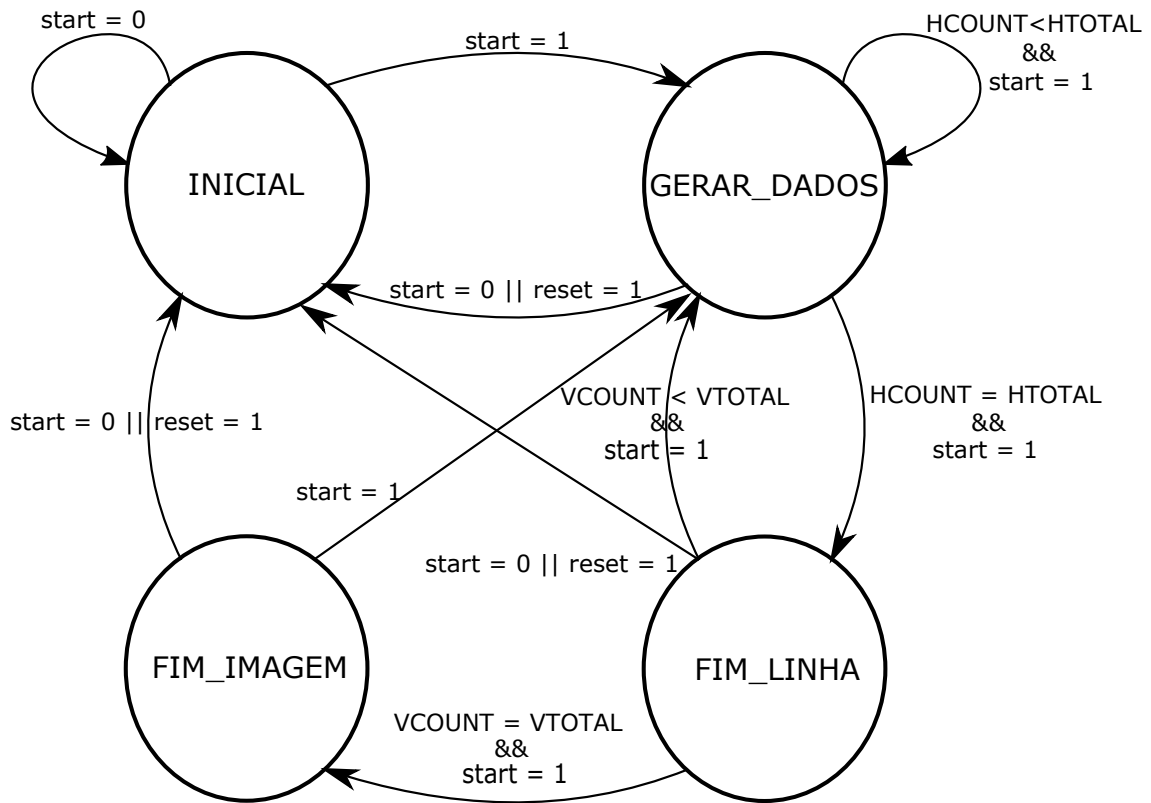 start = 0
start = 1
HCOUNT<HTOTAL
&&
start = 1
INICIAL
GERAR_DADOS
start = 0 || reset = 1
VCOUNT < VTOTAL
&&
start = 1
HCOUNT = HTOTAL
&&
start = 1
start = 0 || reset = 1
start = 1
start = 0 || reset = 1
FIM_IMAGEM
FIM_LINHA
VCOUNT = VTOTAL
&&
start = 1